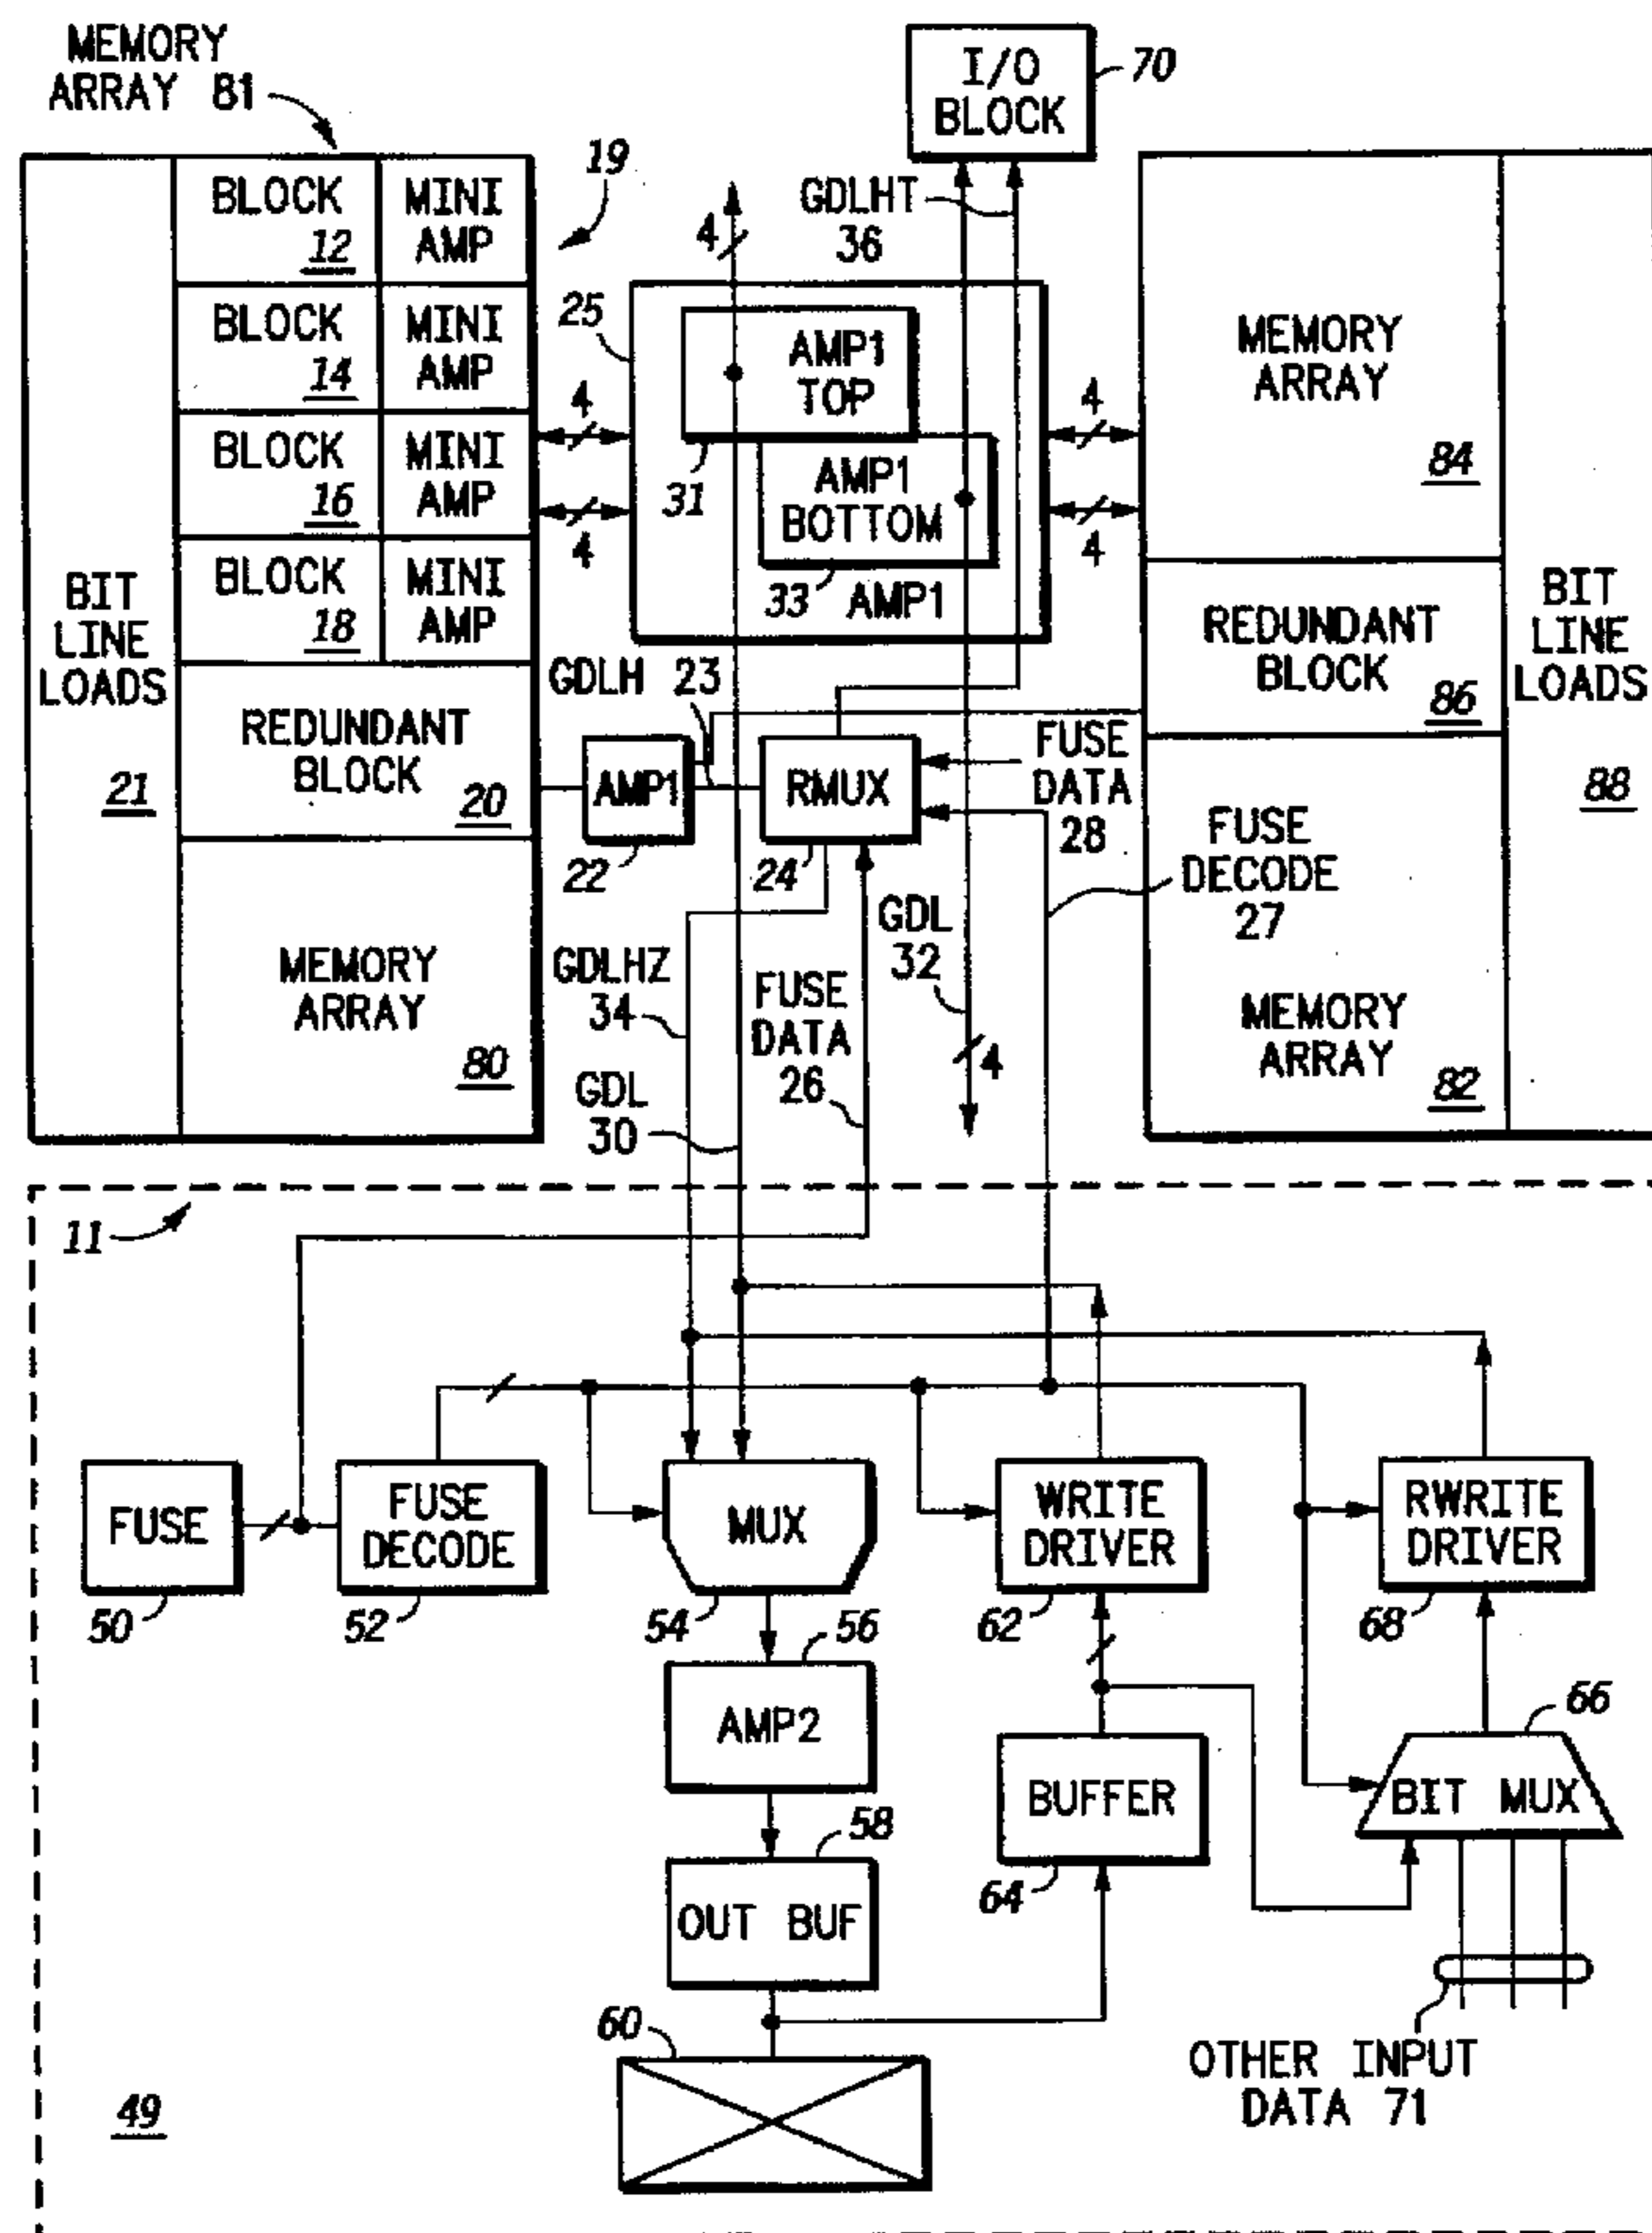 MEMORY
ARRAY 81
I/O
BLOCK
70
19
BLOCK
12
MINI
AMP
BLOCK
14
MINI
AMP
BLOCK
16
MINI
AMP
BLOCK
18
MINI
AMP
BIT
LINE
LOADS
21
REDUNDANT
BLOCK
20
MEMORY
ARRAY
80
4
GDLHT
36
25
AMP1
TOP
31
AMP1
BOTTOM
33
AMP1
4
4
4
4
MEMORY
ARRAY
84
REDUNDANT
BLOCK
86
BIT
LINE
LOADS
88
GDLH 23
AMP1
22
RMUX
24
FUSE
DATA
28
FUSE
DECODE
27
MEMORY
ARRAY
82
GDLHZ
34
GDL
30
FUSE
DATA
26
GDL
32
4
11
FUSE
50
FUSE
DECODE
52
MUX
54
WRITE
DRIVER
62
RWRITE
DRIVER
68
56
AMP2
BUFFER
64
66
BIT MUX
58
OUT BUF
60
OTHER INPUT
DATA 71
49